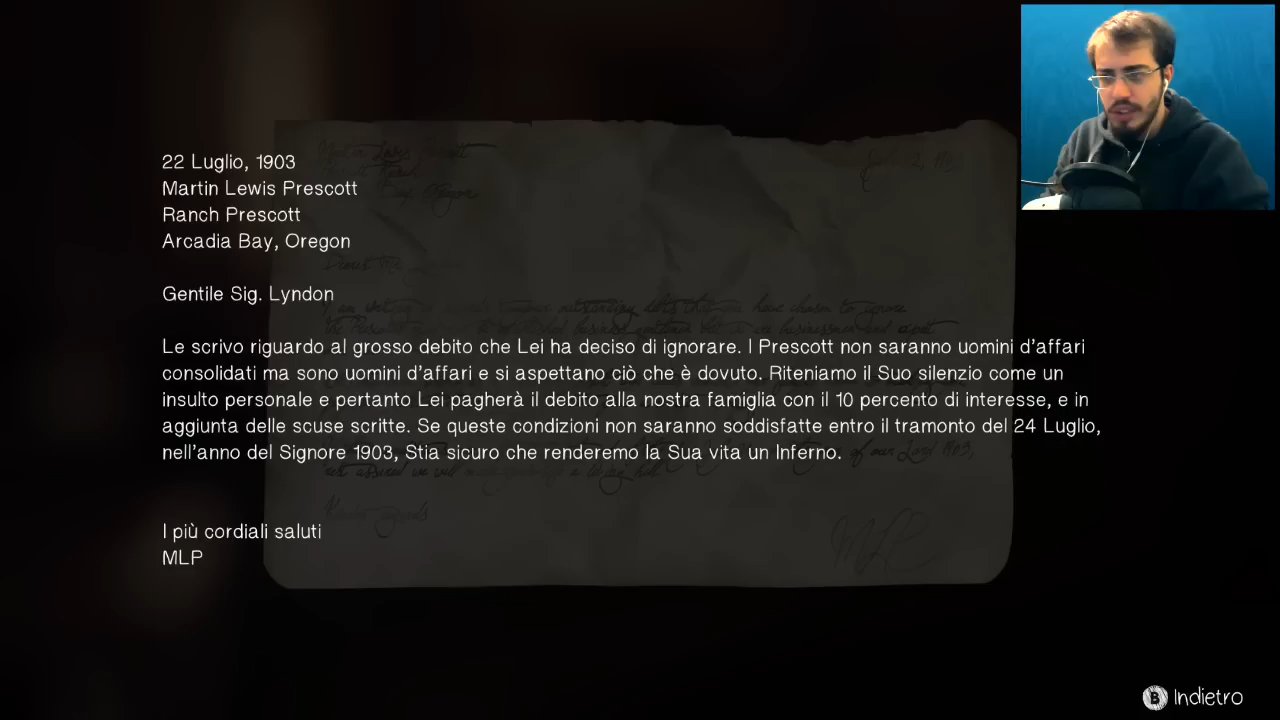 22 Luglio, 1903
Martin Lewis Prescott
Ranch Prescott
Arcadia Bay, Oregon
Gentile Sig. Lyndon
Le scrivo riguardo al grosso debito che Lei ha deciso di ignorare. I Prescott non saranno uomini d'affari
consolidati ma sono uomini d'affari e si aspettano ciò che è dovuto. Riteniamo il Suo silenzio come un
insulto personale e pertanto Lei pagherà il debito alla nostra famiglia con il 10 percento di interesse, e in
aggiunta delle scuse scritte. Se queste condizioni non saranno soddisfatte entro il tramonto del 24 Luglio,
nell'anno del Signore 1903, Stia sicuro che renderemo la Sua vita un Inferno.
I più cordiali saluti
MLP
B Indietro